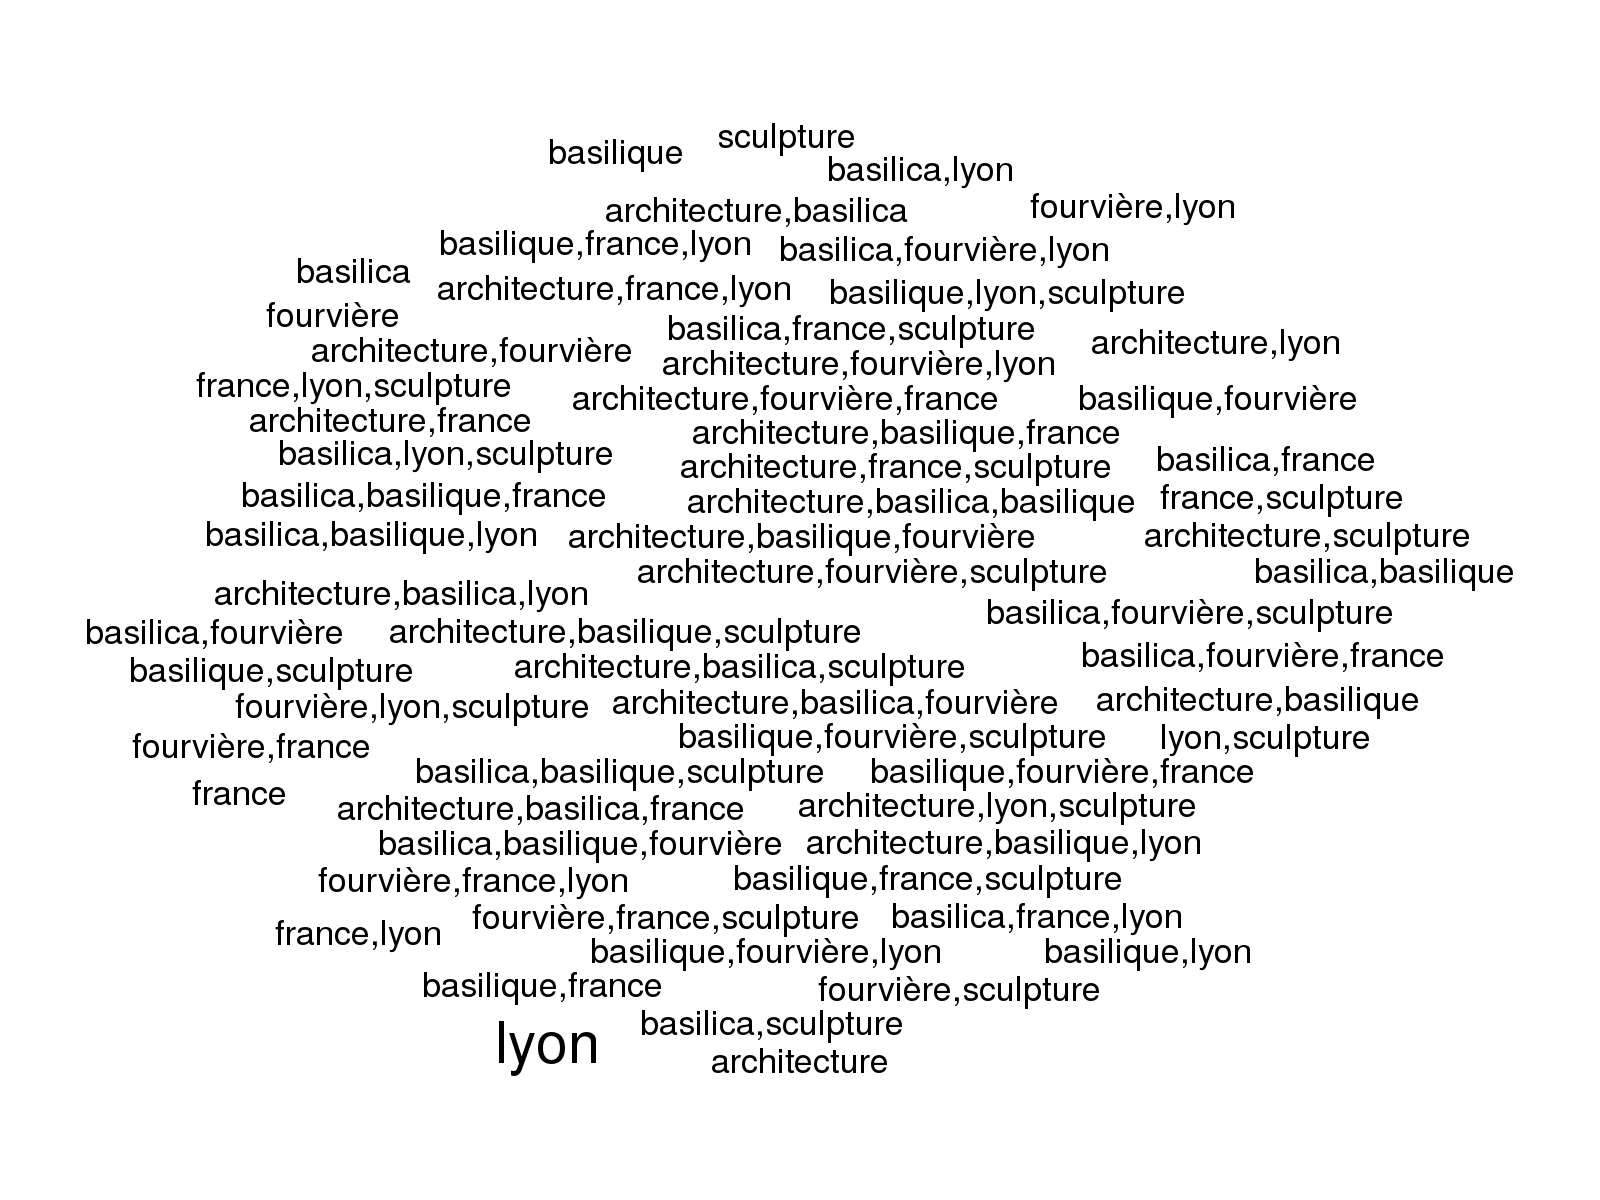 sculpture
basilique
basilica,lyon
architecture,basilica
fourvière,lyon
basilique,france,lyon
basilica,fourvière,lyon
basilica
architecture,france,lyon
basilique,lyon,sculpture
fourvière
basilica,france,sculpture
architecture,lyon
architecture,fourvière
architecture,fourvière,lyon
france,lyon,sculpture
architecture,fourvière,france
basilique,fourvière
architecture,france
architecture,basilique,france
basilica,lyon,sculpture
architecture,france,sculpture
basilica,france
basilica,basilique,france
architecture,basilica,basilique
france,sculpture
basilica,basilique,lyon
architecture,basilique,fourvière
architecture,sculpture
architecture,fourvière,sculpture
basilica,basilique
architecture,basilica,lyon
basilica,fourvière,sculpture
basilica,fourvière
architecture,basilique,sculpture
basilica,fourvière,france
basilique,sculpture
architecture,basilica,sculpture
fourvière,lyon,sculpture
architecture,basilica,fourvière
architecture,basilique
fourvière,france
basilique,fourvière,sculpture
lyon,sculpture
basilica,basilique,sculpture
basilique,fourvière,france
france
architecture,basilica,france
architecture,lyon,sculpture
basilica,basilique,fourvière
architecture,basilique,lyon
fourvière,france,lyon
basilique,france,sculpture
france,lyon
fourvière,france,sculpture
basilica,france,lyon
basilique,fourvière,lyon
basilique,lyon
basilique,france
fourvière,sculpture
lyon
basilica,sculpture
architecture